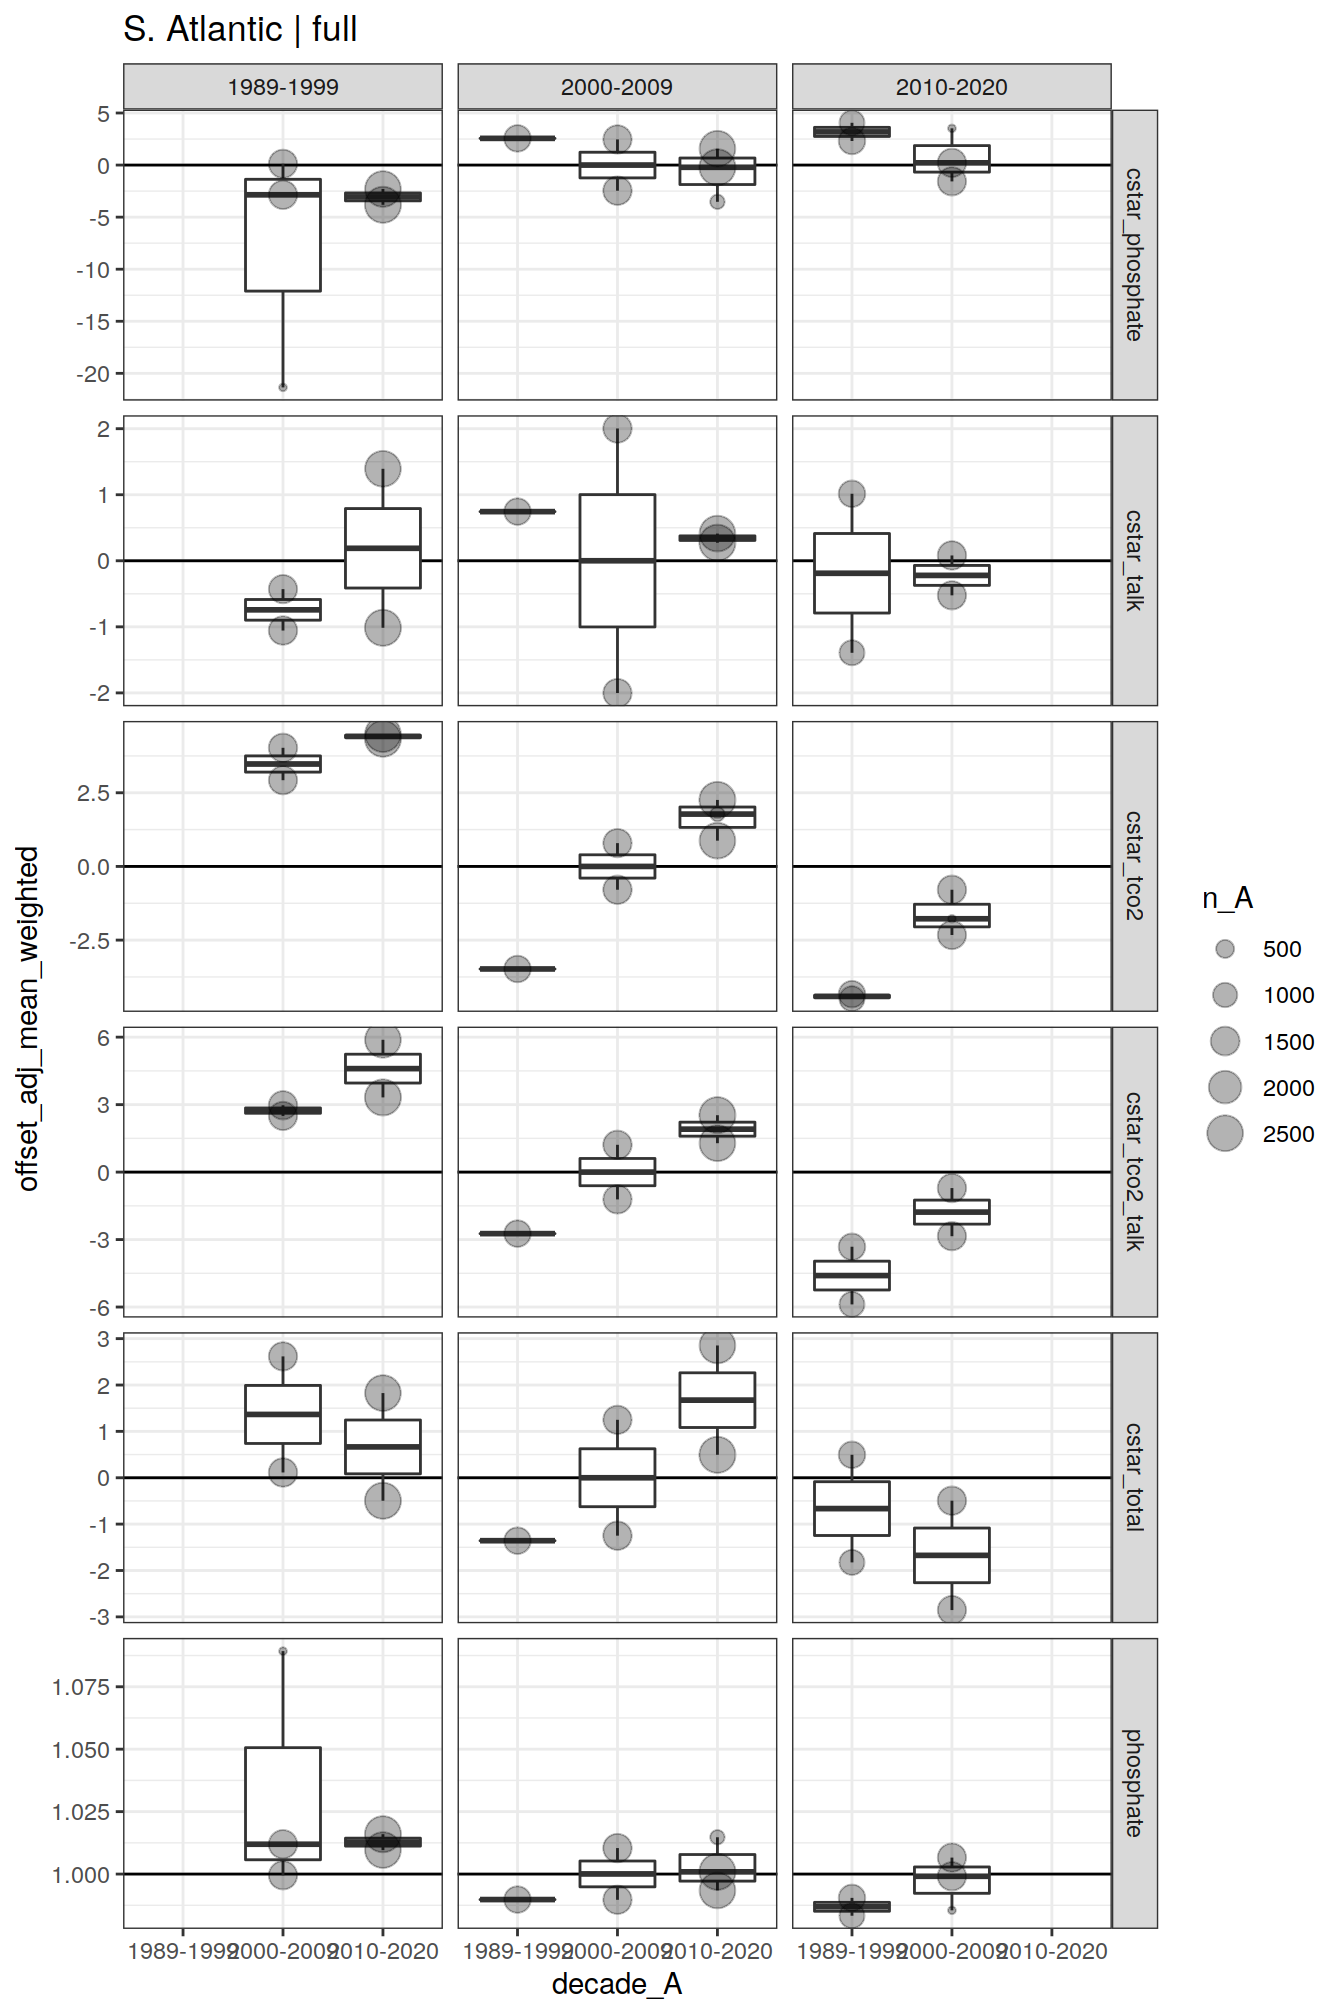 S. Atlantic | full
1989-1999 2000-2009 2010-2020
5
0
-5
-10
-15
-20
cstar_phosphate
2
1
0
-1
-2
cstar_talk
2.5
0.0
-2.5
cstar_tco2
6
3
0
-3
-6
cstar_tco2_talk
3
2
1
0
-1
-2
-3
cstar_total
1.075
1.050
1.025
1.000
phosphate
offset_adj_mean_weighted
1989-1999 2000-2009 2010-2020 1989-1999 2000-2009 2010-2020 1989-1999 2000-2009 2010-2020
decade_A
n_A
500
1000
1500
2000
2500